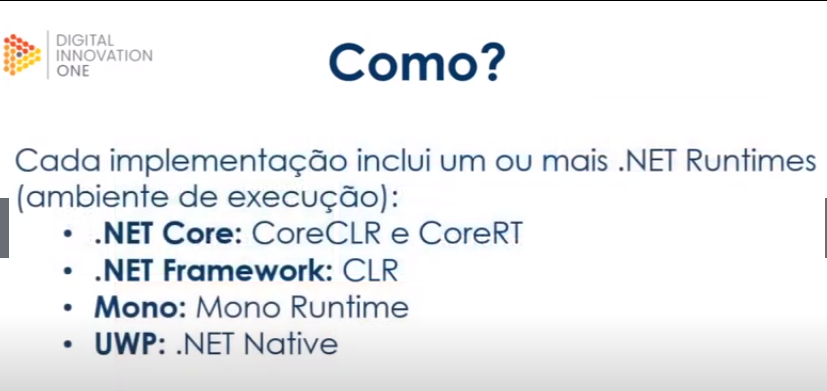 DIGITAL
INNOVATION
ONE
Como?
Cada implementação inclui um ou mais .NET Runtimes
(ambiente de execução):
• .NET Core: CoreCLR e CoreRT
• .NET Framework: CLR
• Mono: Mono Runtime
• UWP: .NET Native